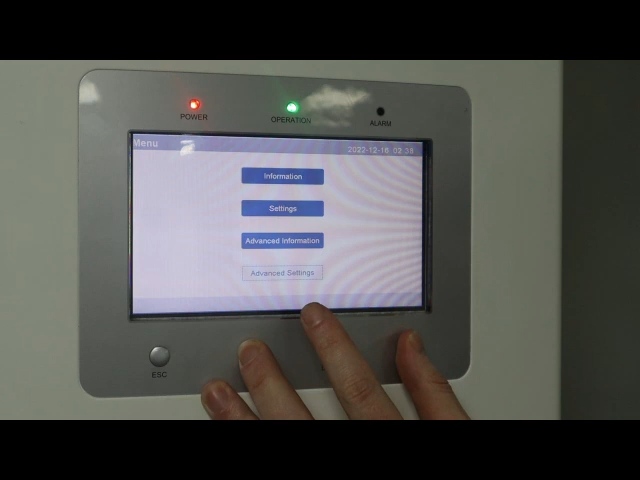 POWER
OPERATION
ALARM
Menu
2022-12-16 02:38
Information
Settings
Advanced Information
Advanced Settings
ESC